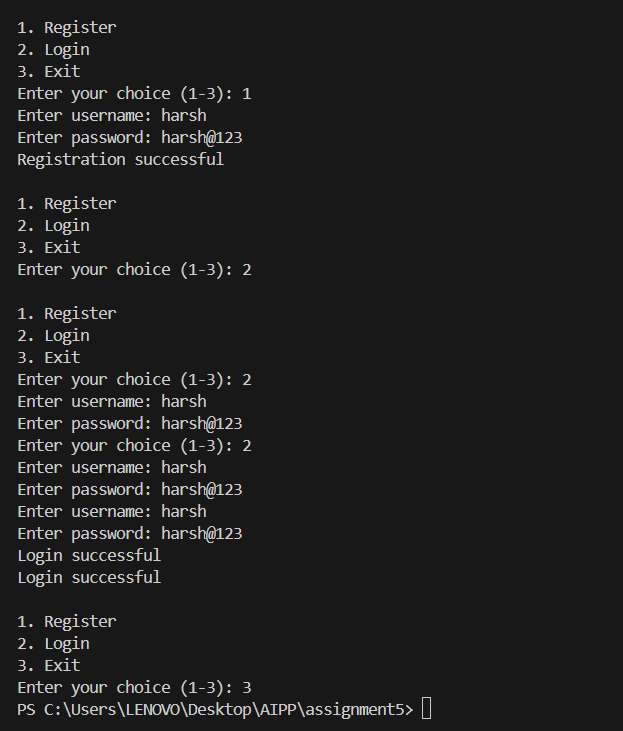 1. Register
2. Login
3. Exit
Enter your choice (1-3): 1
Enter username: harsh
Enter password: harsh@123
Registration successful
1. Register
2. Login
3. Exit
Enter your choice (1-3): 2
1. Register
2. Login
3. Exit
Enter your choice (1-3): 2
Enter username: harsh
Enter password: harsh@123
Enter your choice (1-3): 2
Enter username: harsh
Enter password: harsh@123
Enter username: harsh
Enter password: harsh@123
Login successful
Login successful
1. Register
2. Login
3. Exit
Enter your choice (1-3): 3
PS C:\Users\LENOVO\Desktop\AIPP\assignment5>